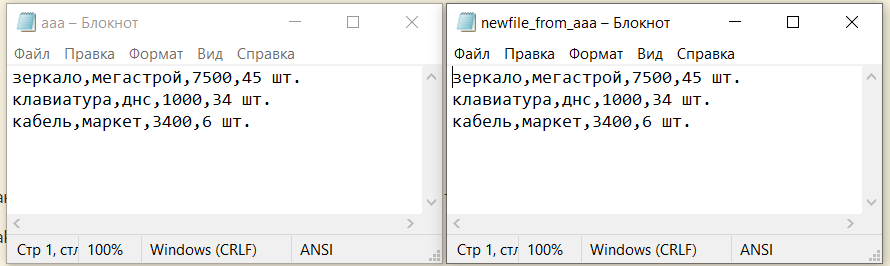 aaa – Блокнот
Файл Правка Формат Вид Справка
зеркало,мегастрой,7500,45 шт.
клавиатура,днс,1000,34 шт.
кабель,маркет,3400,6 шт.
Стр 1, стл 100% Windows (CRLF) ANSI
newfile_from_aaa – Блокнот
Файл Правка Формат Вид Справка
зеркало,мегастрой,7500,45 шт.
клавиатура,днс,1000,34 шт.
кабель,маркет,3400,6 шт.
Стр 1, стл 100% Windows (CRLF) ANSI